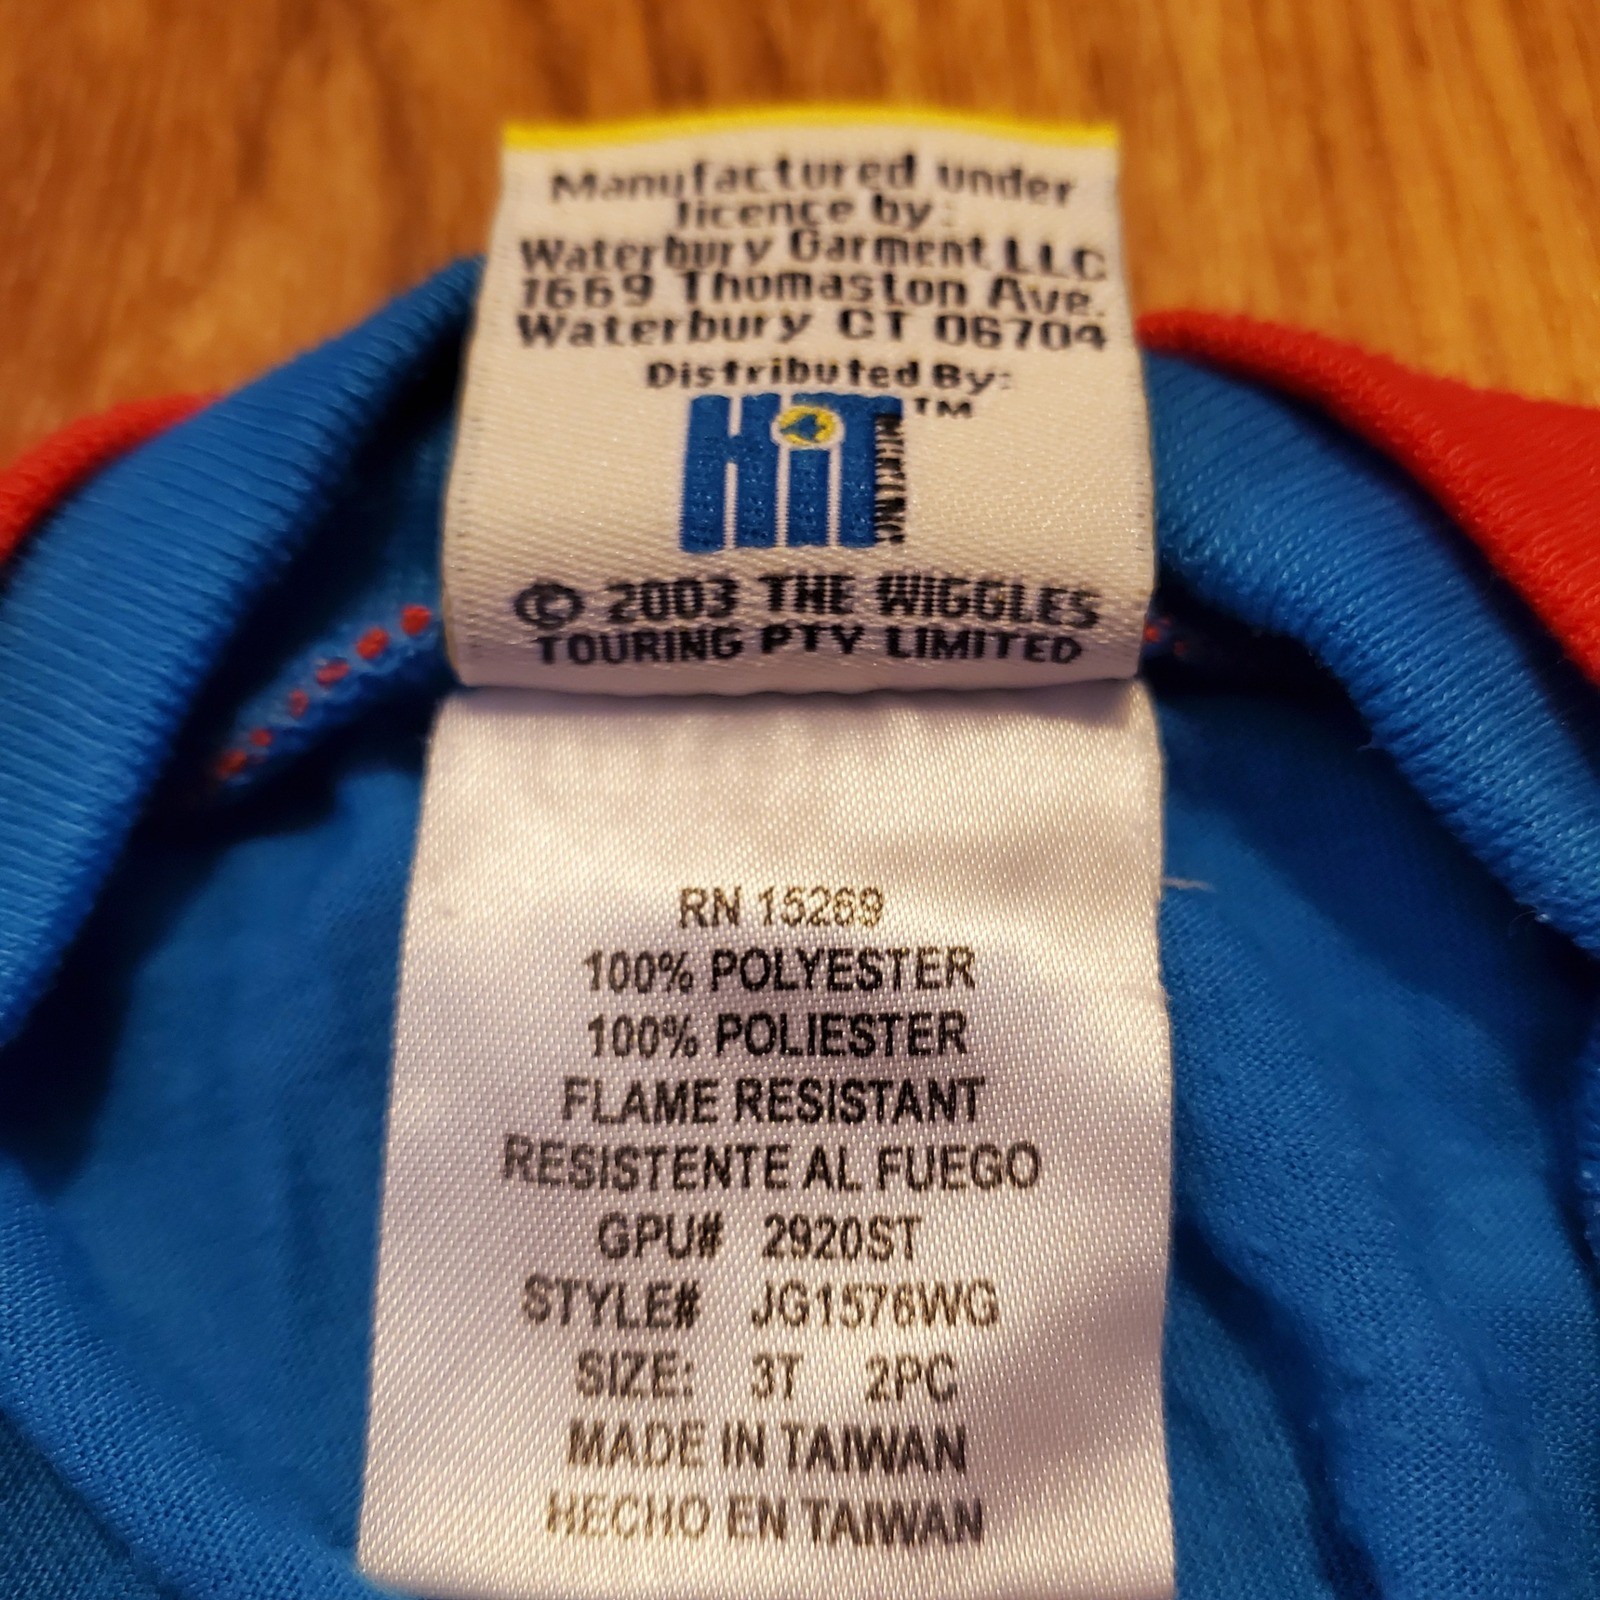 Manufactured under
licence by:
Waterbury Garment LLC
1669 Thomaston Ave.
Waterbury CT 06704
Distributed By:
HiT™
ENTERTAINMENT
© 2003 THE WIGGLES
TOURING PTY LIMITED
RN 15269
100% POLYESTER
100% POLIESTER
FLAME RESISTANT
RESISTENTE AL FUEGO
GPU# 2920ST
STYLE# JG1576WG
SIZE: 3T 2PC
MADE IN TAIWAN
HECHO EN TAIWAN